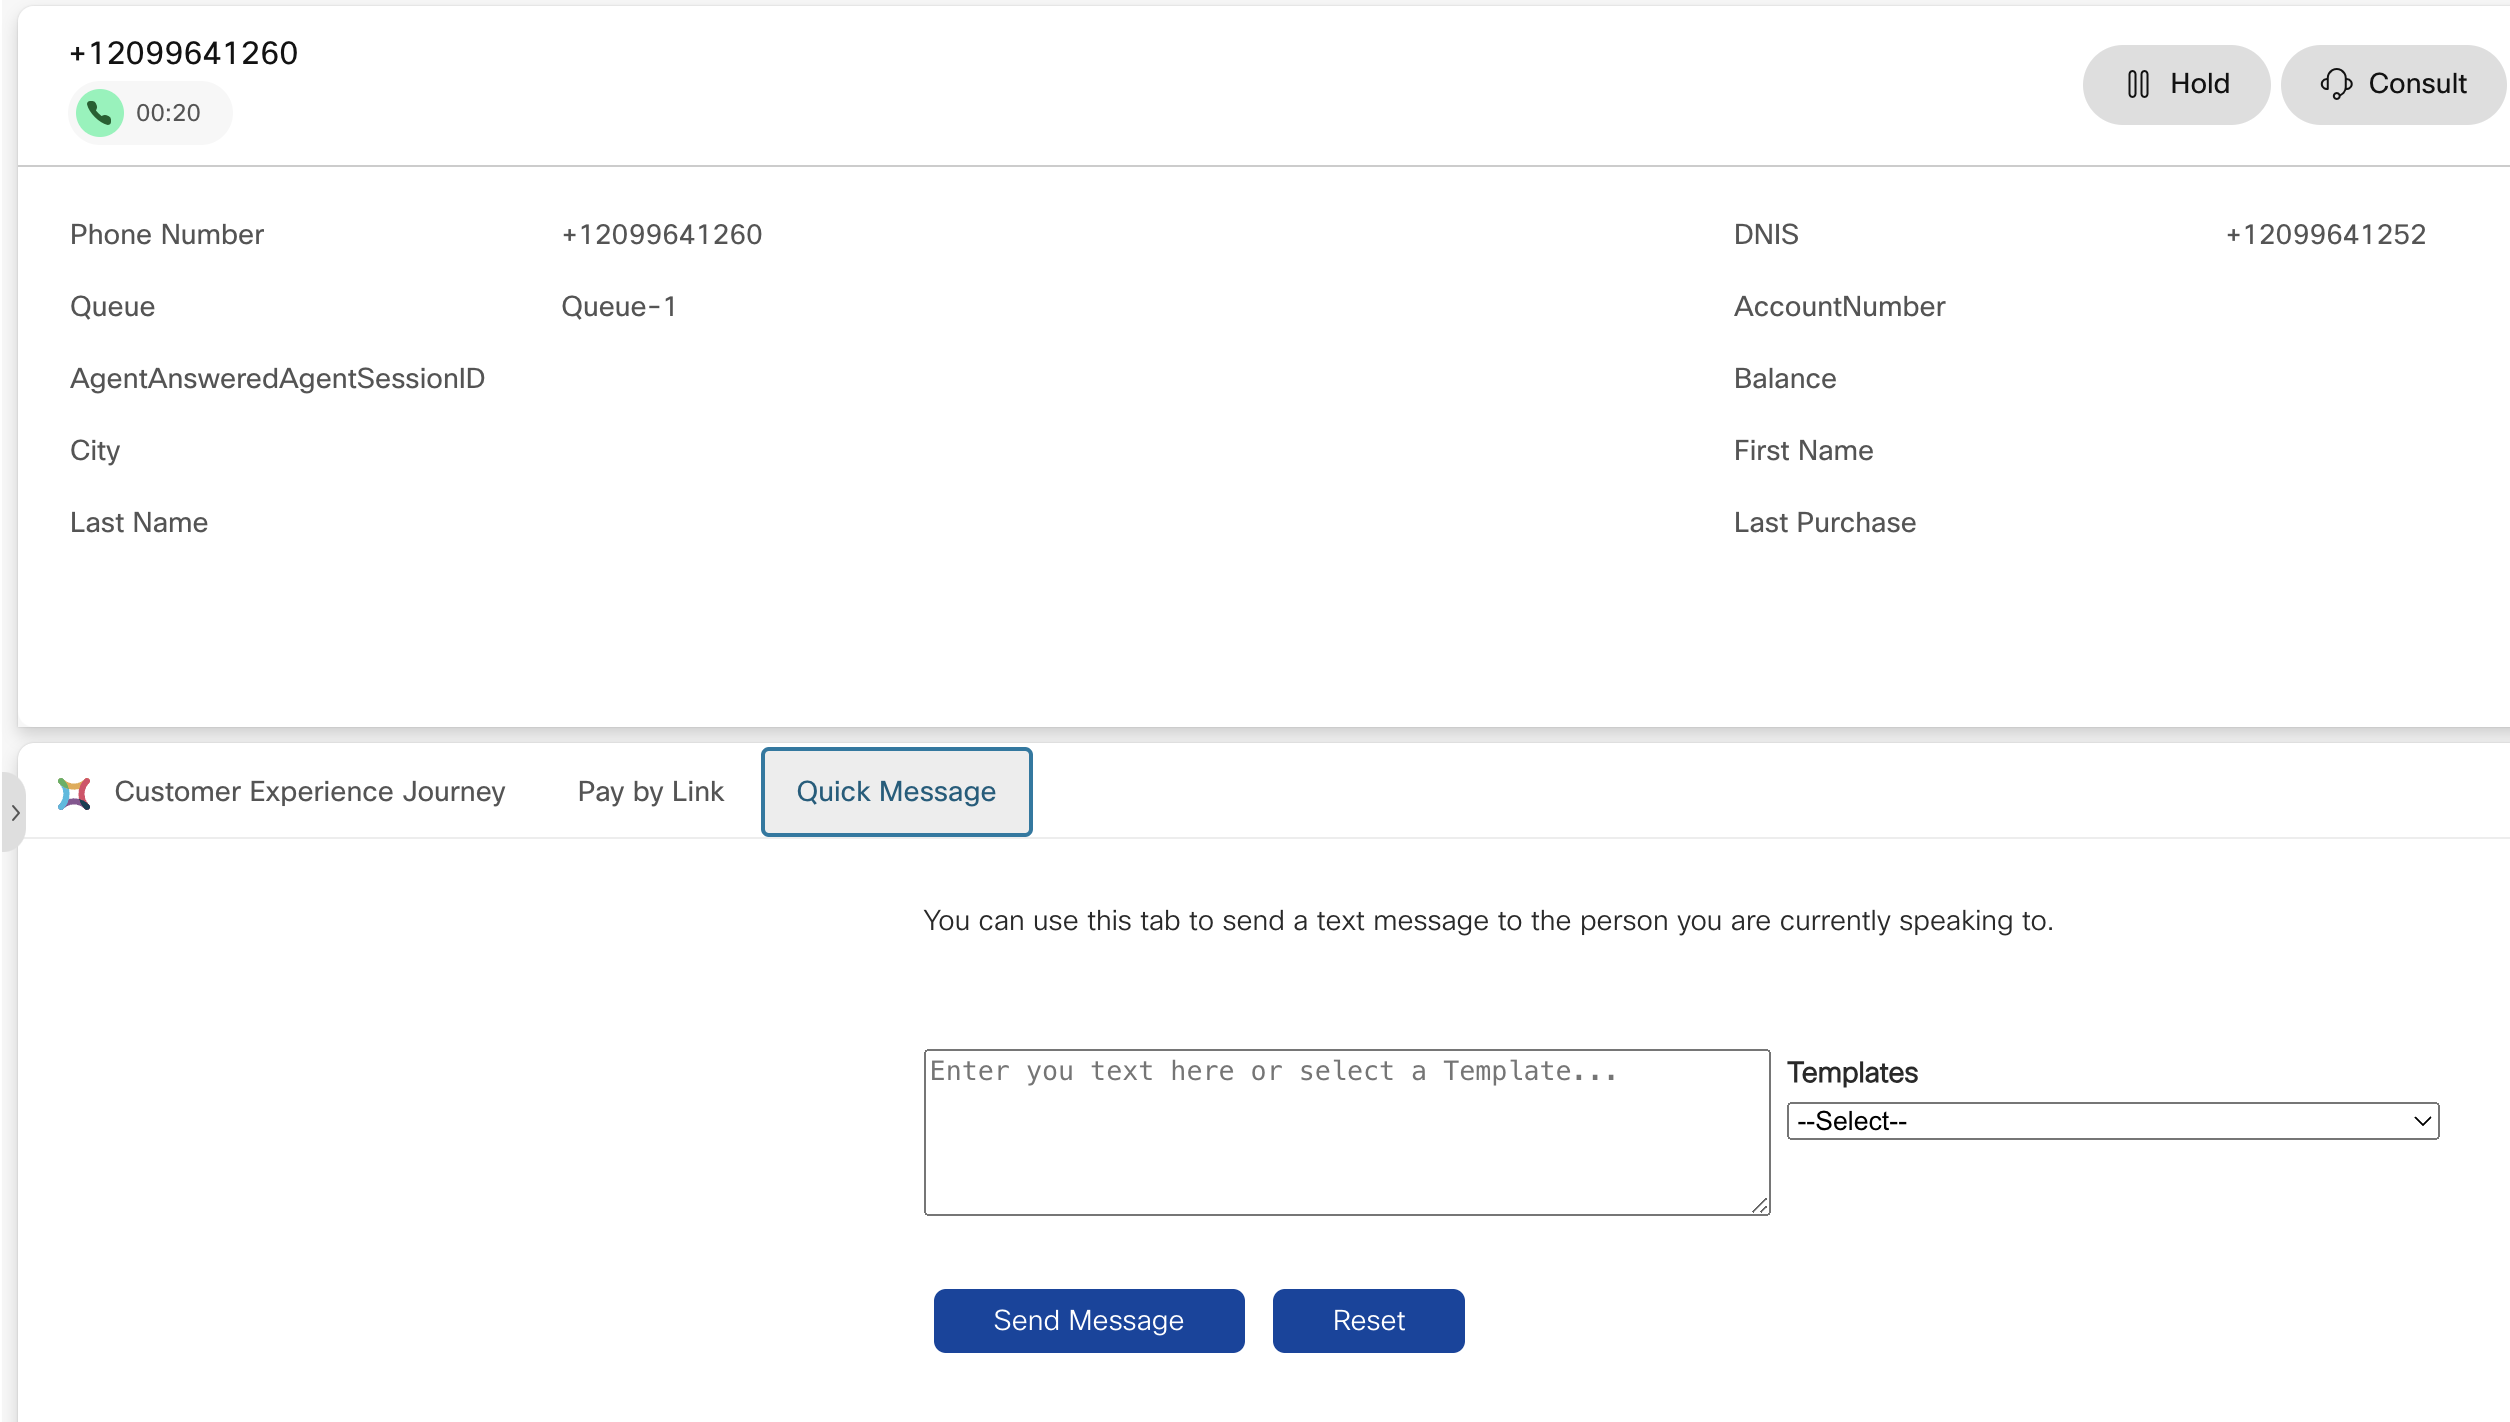 +12099641260
00:20
Hold
Consult
Phone Number +12099641260 DNIS +12099641252
Queue Queue-1 AccountNumber
AgentAnsweredAgentSessionID Balance
City First Name
Last Name Last Purchase
Customer Experience Journey Pay by Link Quick Message
You can use this tab to send a text message to the person you are currently speaking to.
Enter you text here or select a Template...
Templates
--Select--
Send Message Reset